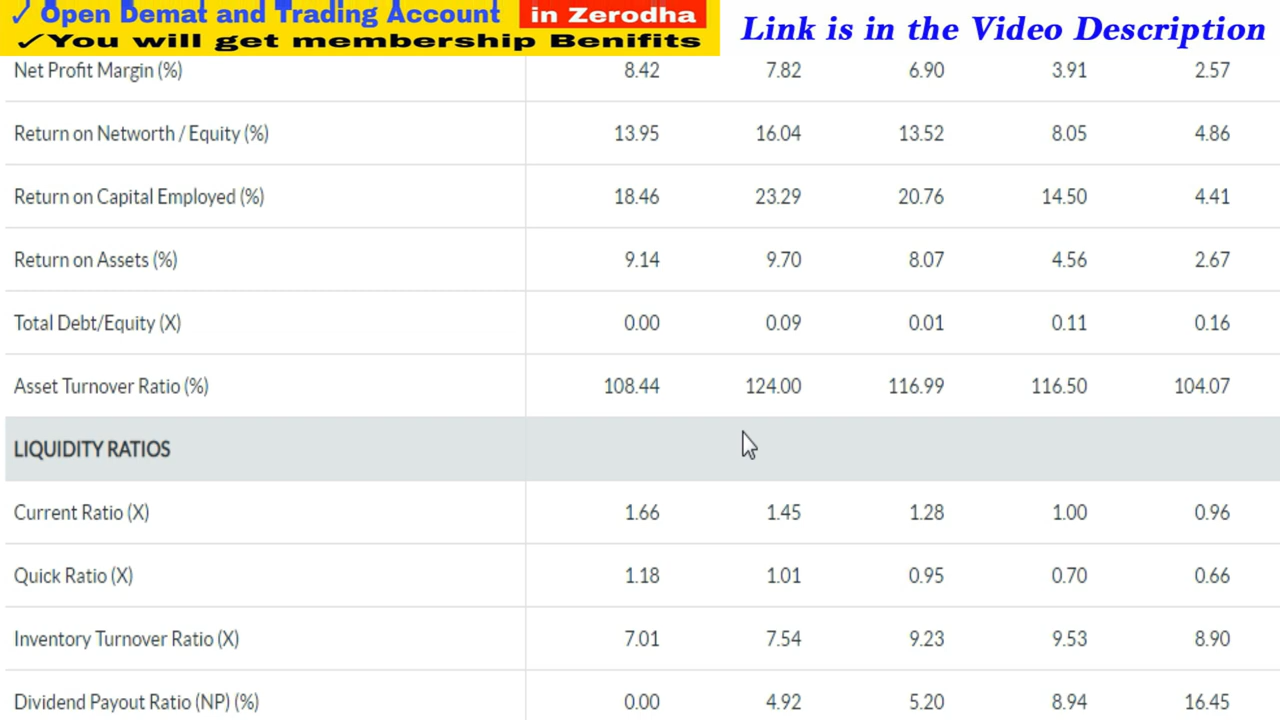 ✓ Open Demat and Trading Account in Zerodha
✓You will get membership Benifits
Link is in the Video Description
Net Profit Margin (%) 8.42 7.82 6.90 3.91 2.57
Return on Networth / Equity (%) 13.95 16.04 13.52 8.05 4.86
Return on Capital Employed (%) 18.46 23.29 20.76 14.50 4.41
Return on Assets (%) 9.14 9.70 8.07 4.56 2.67
Total Debt/Equity (X) 0.00 0.09 0.01 0.11 0.16
Asset Turnover Ratio (%) 108.44 124.00 116.99 116.50 104.07
LIQUIDITY RATIOS
Current Ratio (X) 1.66 1.45 1.28 1.00 0.96
Quick Ratio (X) 1.18 1.01 0.95 0.70 0.66
Inventory Turnover Ratio (X) 7.01 7.54 9.23 9.53 8.90
Dividend Payout Ratio (NP) (%) 0.00 4.92 5.20 8.94 16.45